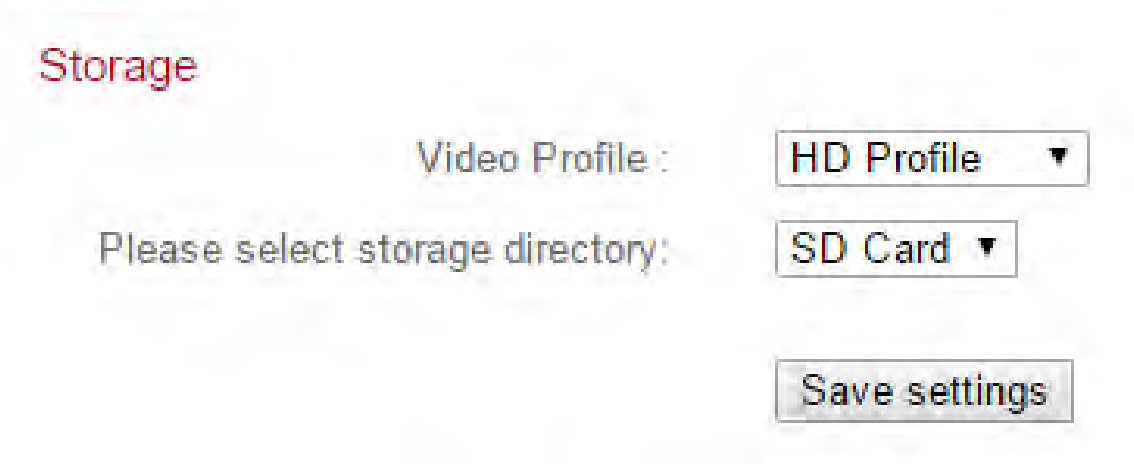 Storage
Video Profile : HD Profile
Please select storage directory: SD Card
Save settings